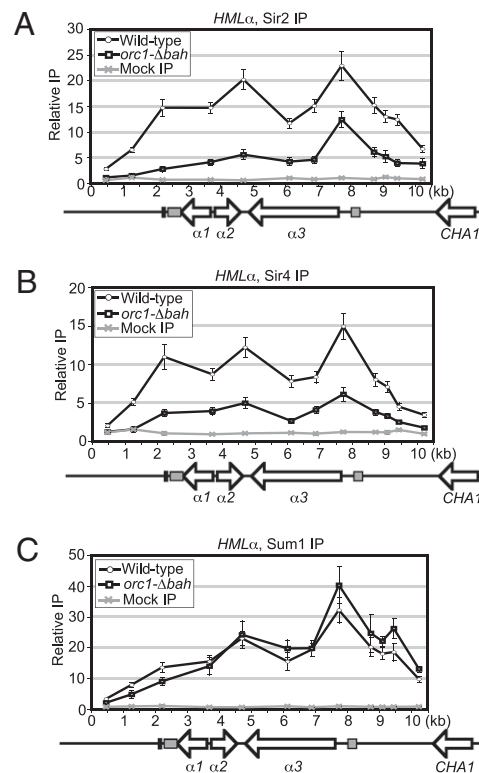 A
HMLα, Sir2 IP
Relative IP
30
25
20
15
10
5
0
Wild-type
orc1-Δbah
Mock IP
0 1 2 3 4 5 6 7 8 9 10 (kb)
α1 α2 α3 CHA1
B
HMLα, Sir4 IP
Relative IP
20
15
10
5
0
Wild-type
orc1-Δbah
Mock IP
0 1 2 3 4 5 6 7 8 9 10 (kb)
α1 α2 α3 CHA1
C
HMLα, Sum1 IP
Relative IP
50
40
30
20
10
0
Wild-type
orc1-Δbah
Mock IP
0 1 2 3 4 5 6 7 8 9 10 (kb)
α1 α2 α3 CHA1